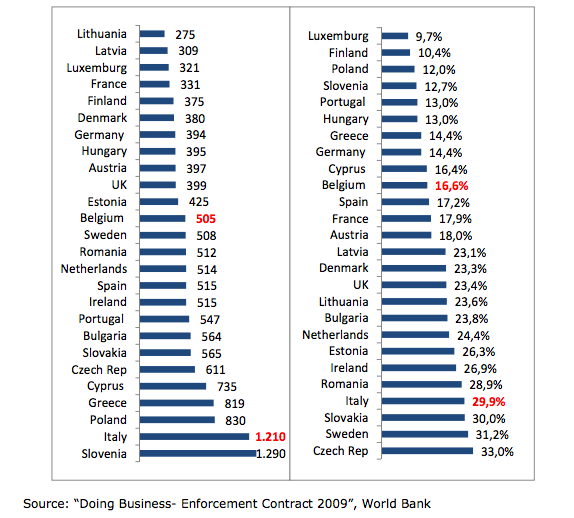 Lithuania 275
Latvia 309
Luxemburg 321
France 331
Finland 375
Denmark 380
Germany 394
Hungary 395
Austria 397
UK 399
Estonia 425
Belgium 505
Sweden 508
Romania 512
Netherlands 514
Spain 515
Ireland 515
Portugal 547
Bulgaria 564
Slovakia 565
Czech Rep 611
Cyprus 735
Greece 819
Poland 830
Italy 1.210
Slovenia 1.290
Luxemburg 9,7%
Finland 10,4%
Poland 12,0%
Slovenia 12,7%
Portugal 13,0%
Hungary 13,0%
Greece 14,4%
Germany 14,4%
Cyprus 16,4%
Belgium 16,6%
Spain 17,2%
France 17,9%
Austria 18,0%
Latvia 23,1%
Denmark 23,3%
UK 23,4%
Lithuania 23,6%
Bulgaria 23,8%
Netherlands 24,4%
Estonia 26,3%
Ireland 26,9%
Romania 28,9%
Italy 29,9%
Slovakia 30,0%
Sweden 31,2%
Czech Rep 33,0%
Source: “Doing Business- Enforcement Contract 2009”, World Bank